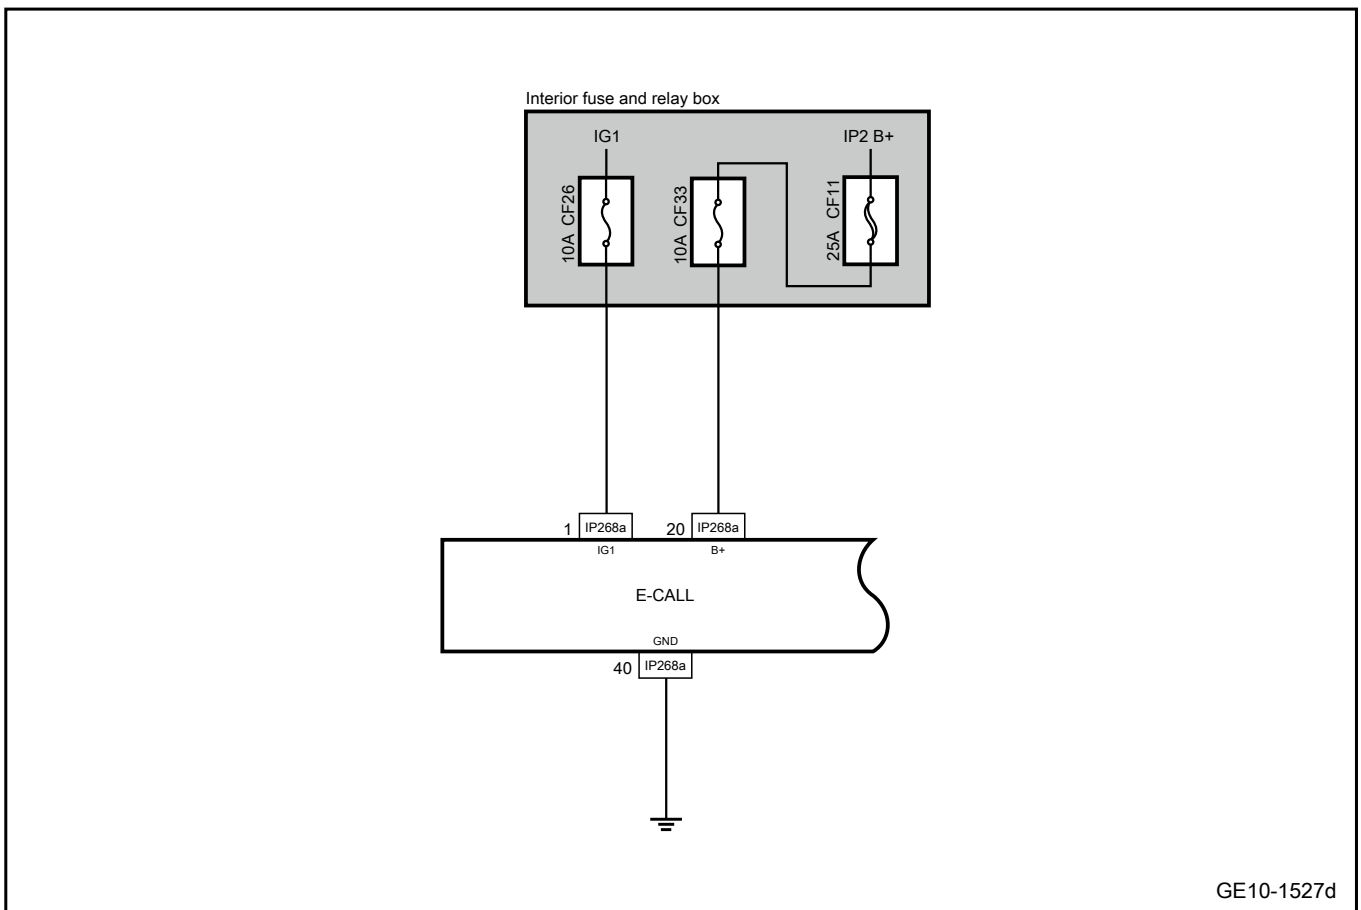 Interior fuse and relay box
IG1
IP2 B+
10A CF26
10A CF33
25A CF11
1
IP268a
20
IP268a
IG1
B+
E-CALL
GND
40
IP268a
GE10-1527d